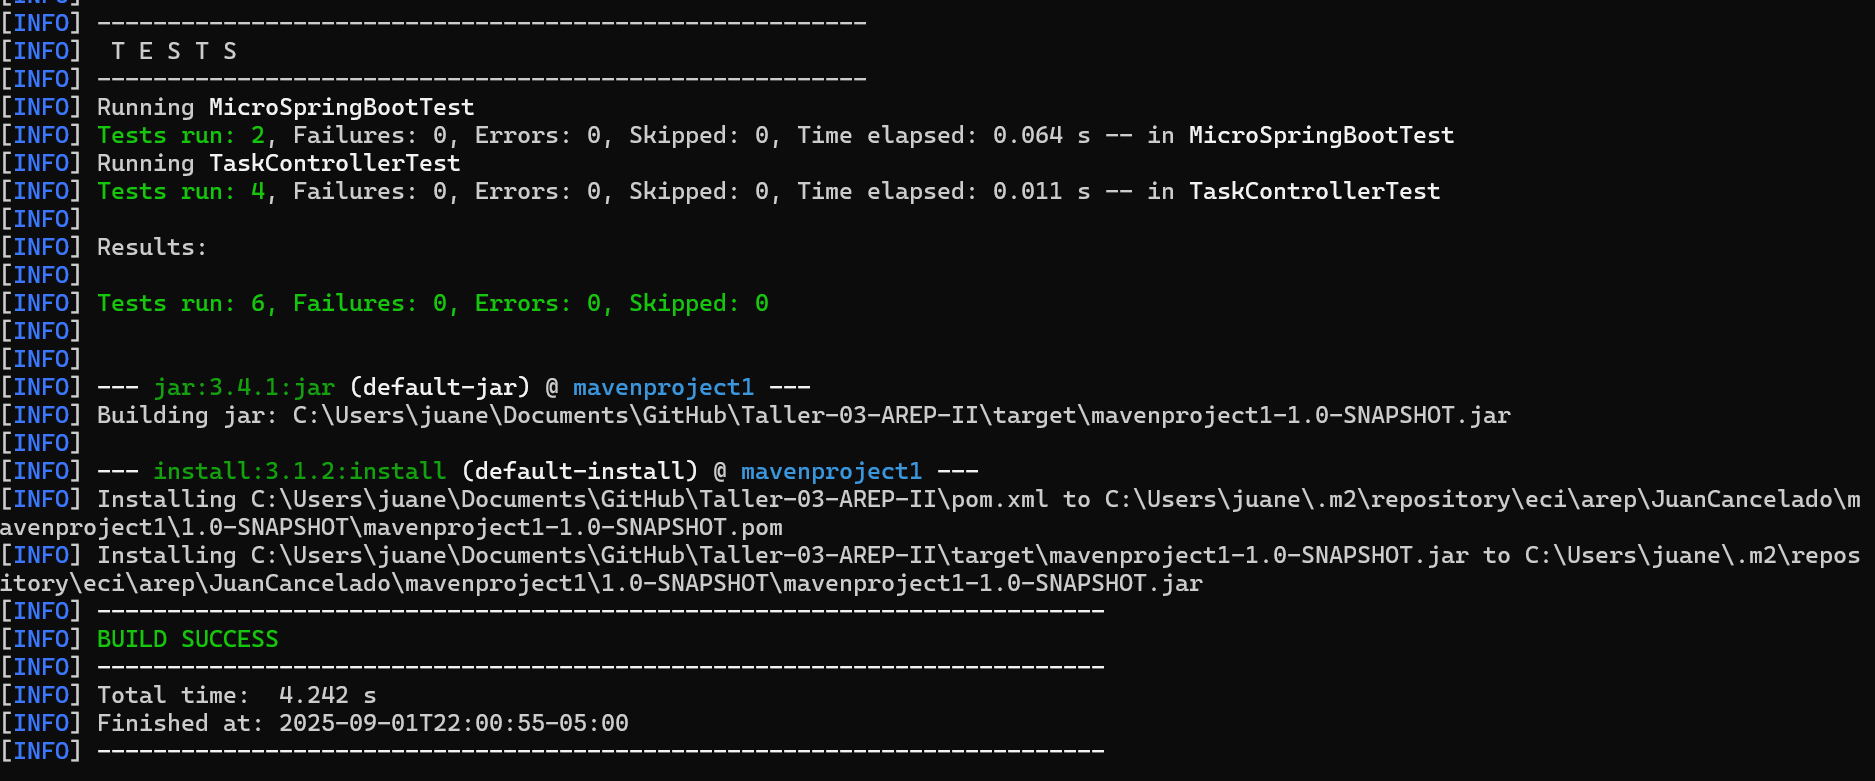 [INFO] -------------------------------------------------------
[INFO]  T E S T S
[INFO] -------------------------------------------------------
[INFO] Running MicroSpringBootTest
[INFO] Tests run: 2, Failures: 0, Errors: 0, Skipped: 0, Time elapsed: 0.064 s -- in MicroSpringBootTest
[INFO] Running TaskControllerTest
[INFO] Tests run: 4, Failures: 0, Errors: 0, Skipped: 0, Time elapsed: 0.011 s -- in TaskControllerTest
[INFO]
[INFO] Results:
[INFO]
[INFO] Tests run: 6, Failures: 0, Errors: 0, Skipped: 0
[INFO]
[INFO]
[INFO] --- jar:3.4.1:jar (default-jar) @ mavenproject1 ---
[INFO] Building jar: C:\Users\juane\Documents\GitHub\Taller-03-AREP-II\target\mavenproject1-1.0-SNAPSHOT.jar
[INFO]
[INFO] --- install:3.1.2:install (default-install) @ mavenproject1 ---
[INFO] Installing C:\Users\juane\Documents\GitHub\Taller-03-AREP-II\pom.xml to C:\Users\juane\.m2\repository\eci\arep\JuanCancelado\m
avenproject1\1.0-SNAPSHOT\mavenproject1-1.0-SNAPSHOT.pom
[INFO] Installing C:\Users\juane\Documents\GitHub\Taller-03-AREP-II\target\mavenproject1-1.0-SNAPSHOT.jar to C:\Users\juane\.m2\repos
itory\eci\arep\JuanCancelado\mavenproject1\1.0-SNAPSHOT\mavenproject1-1.0-SNAPSHOT.jar
[INFO] ------------------------------------------------------------------------
[INFO] BUILD SUCCESS
[INFO] ------------------------------------------------------------------------
[INFO] Total time:  4.242 s
[INFO] Finished at: 2025-09-01T22:00:55-05:00
[INFO] ------------------------------------------------------------------------